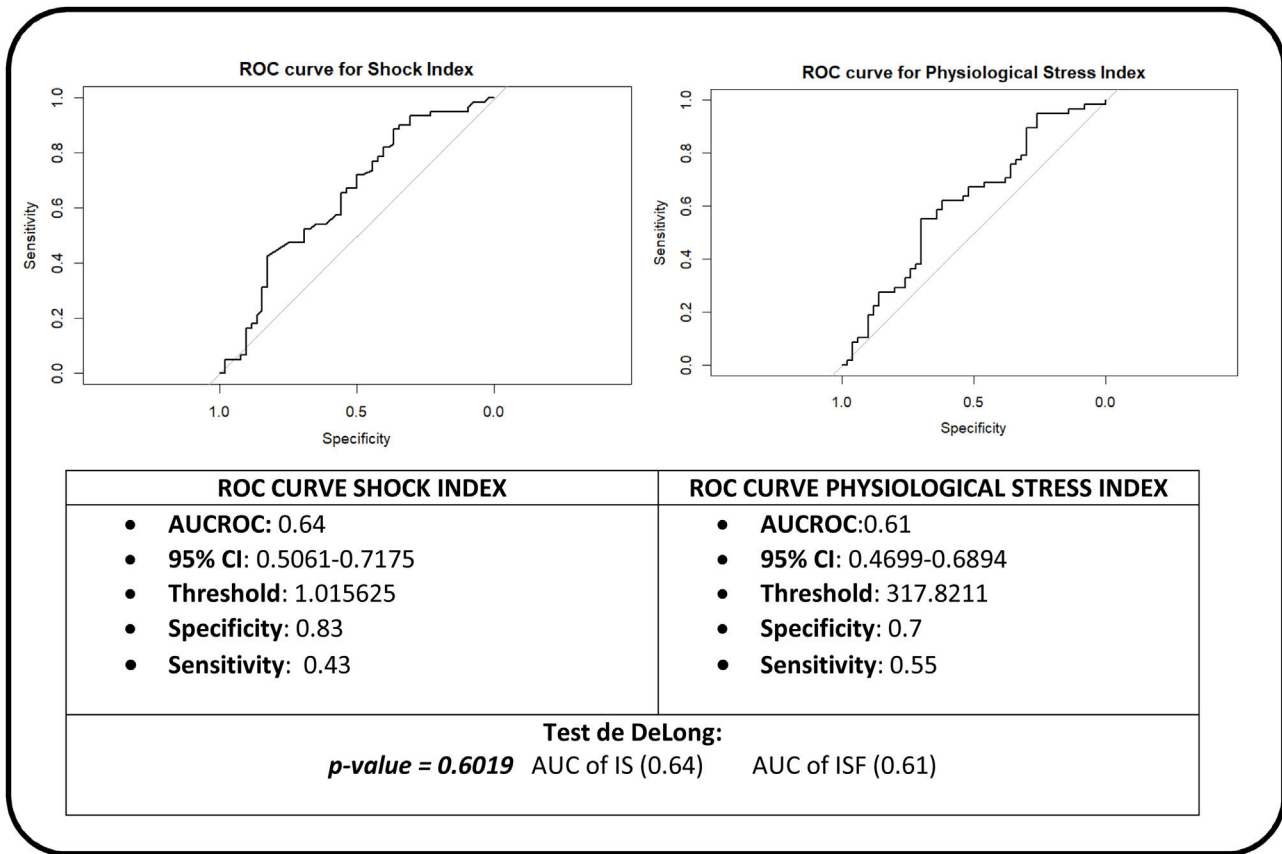 ROC curve for Shock Index
1.0
0.8
0.6
0.4
0.2
0.0
Sensitivity
1.0 0.5 0.0
Specificity
ROC curve for Physiological Stress Index
1.0
0.8
0.6
0.4
0.2
0.0
Sensitivity
1.0 0.5 0.0
Specificity
ROC CURVE SHOCK INDEX
• AUCROC: 0.64
• 95% CI: 0.5061-0.7175
• Threshold: 1.015625
• Specificity: 0.83
• Sensitivity: 0.43
ROC CURVE PHYSIOLOGICAL STRESS INDEX
• AUCROC:0.61
• 95% CI: 0.4699-0.6894
• Threshold: 317.8211
• Specificity: 0.7
• Sensitivity: 0.55
Test de DeLong:
p-value = 0.6019 AUC of IS (0.64) AUC of ISF (0.61)